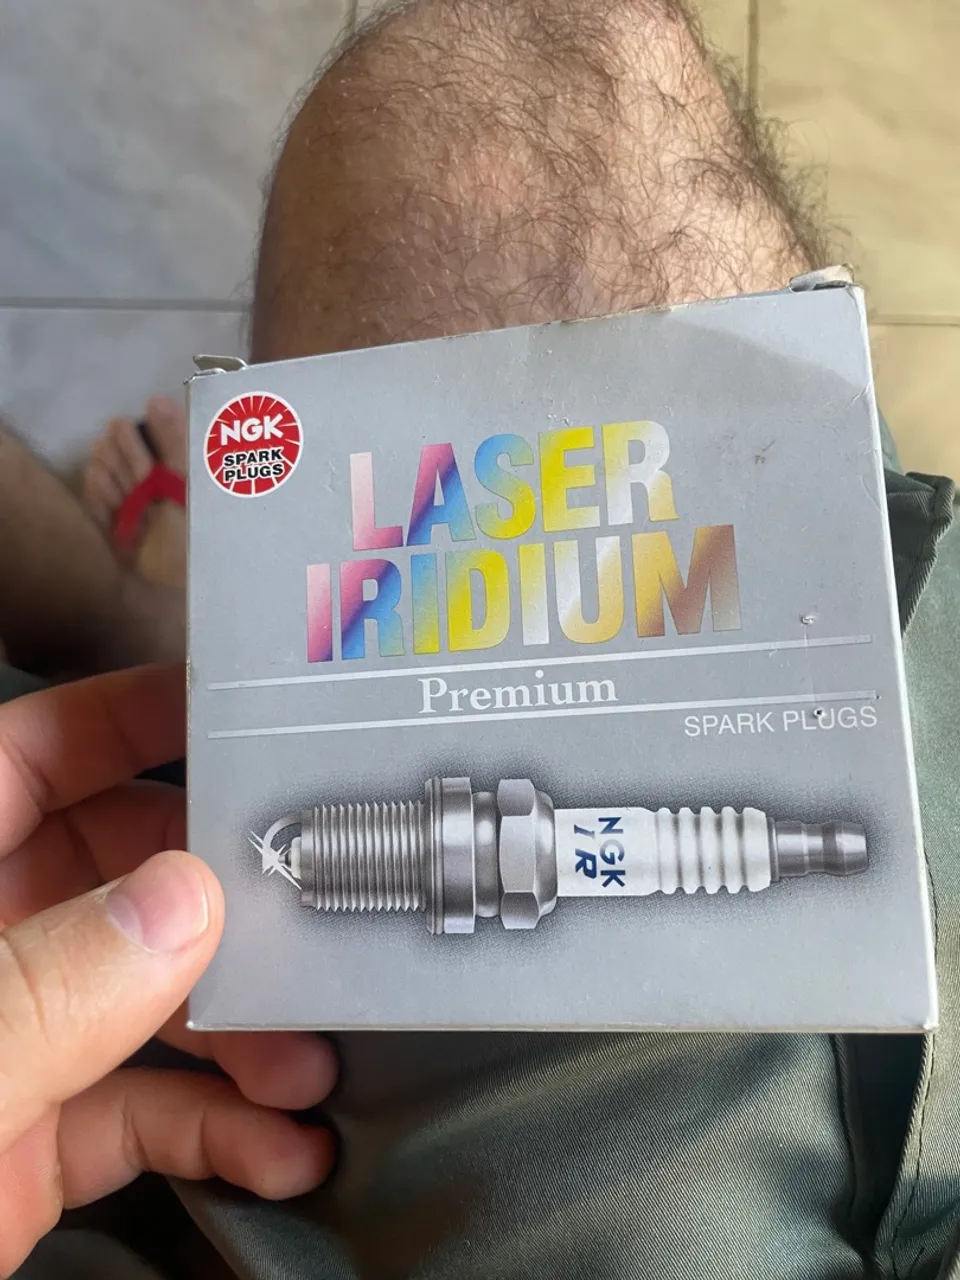 NGK
SPARK
PLUGS
LASER
IRIDIUM
Premium
SPARK PLUGS
NGK
IR